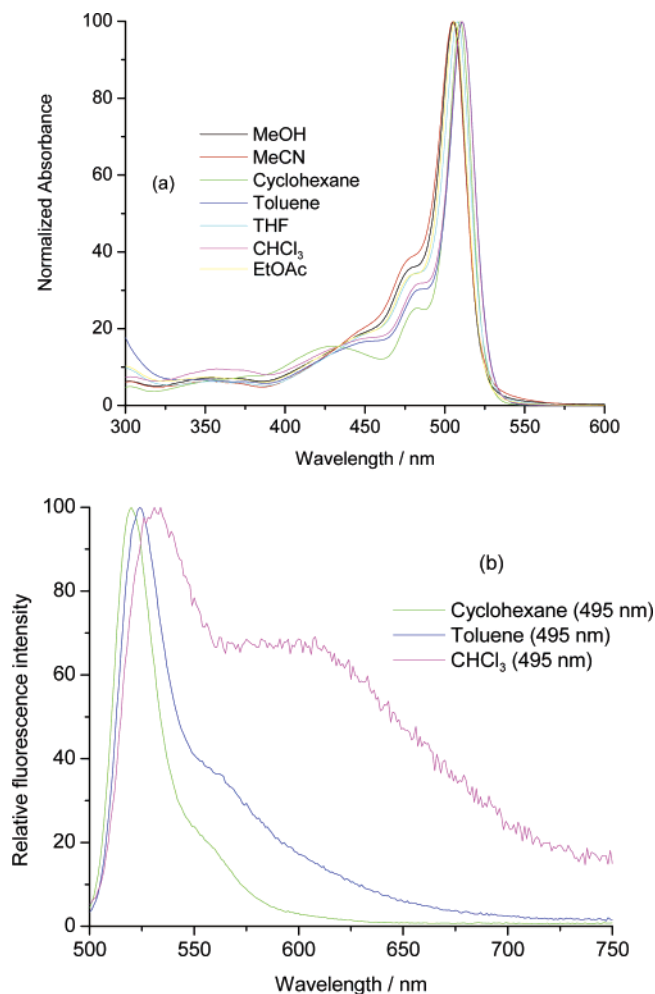 100
80
60
40
20
0
Normalized Absorbance
(a)
MeOH
MeCN
Cyclohexane
Toluene
THF
CHCl₃
EtOAc
300 350 400 450 500 550 600
Wavelength / nm
100
80
60
40
20
0
Relative fluorescence intensity
(b)
Cyclohexane (495 nm)
Toluene (495 nm)
CHCl₃ (495 nm)
500 550 600 650 700 750
Wavelength / nm